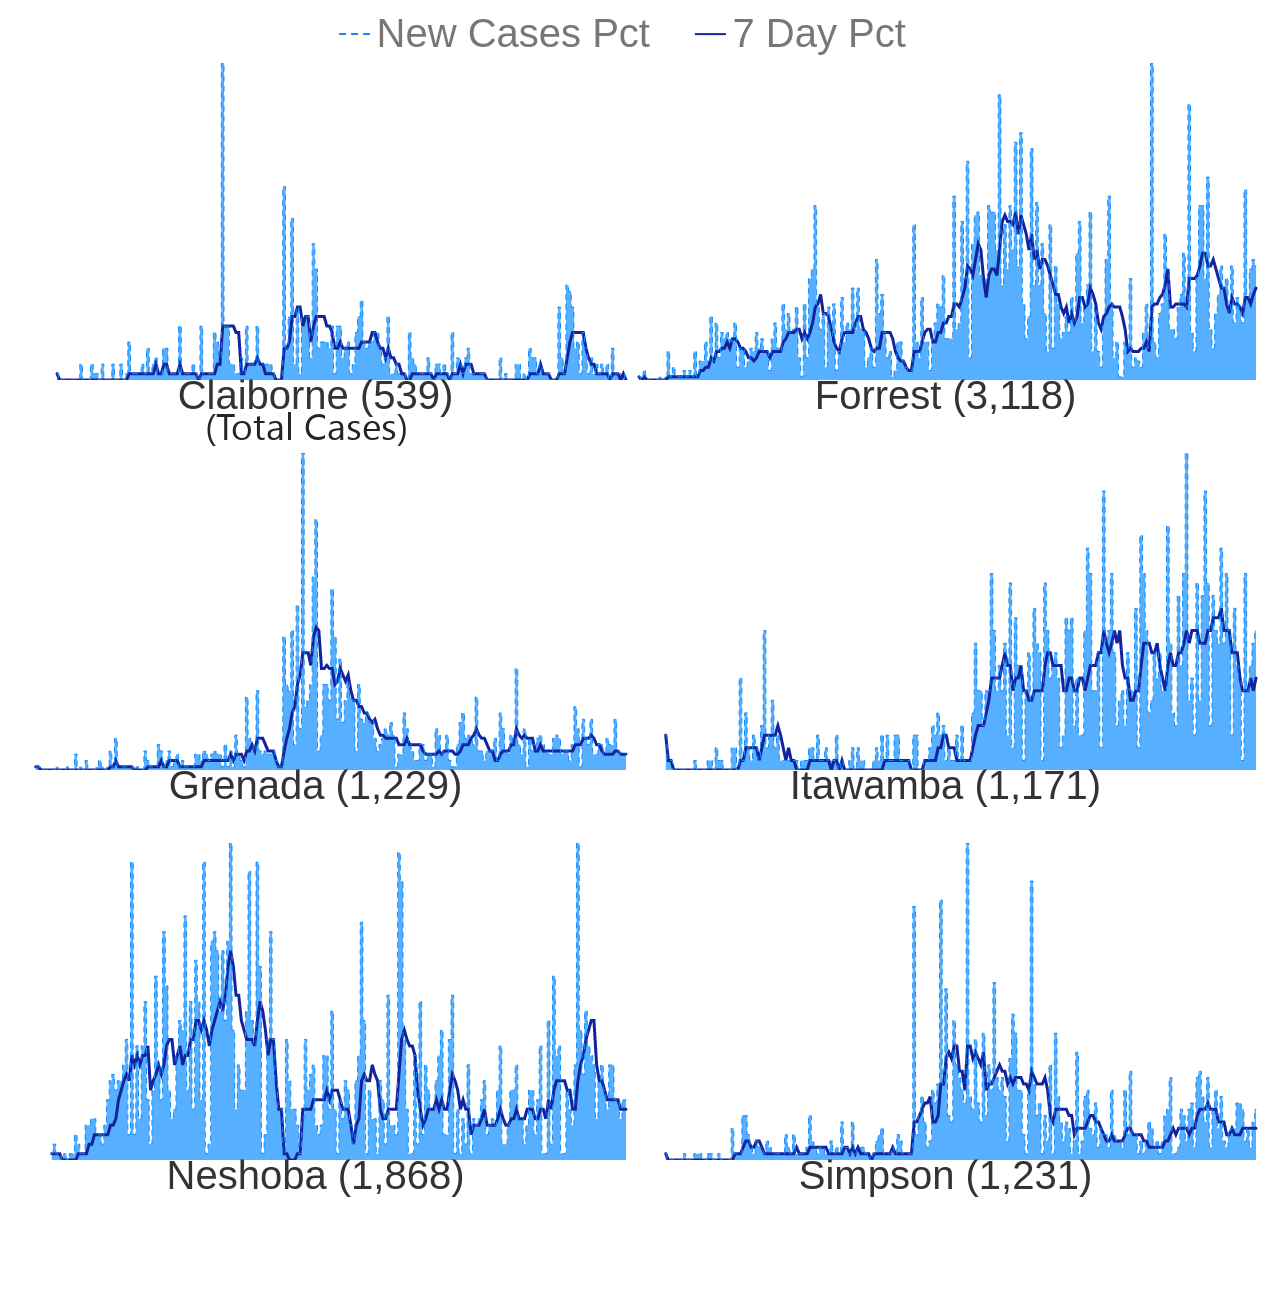 New Cases Pct 7 Day Pct
Claiborne (539) Forrest (3,118)
(Total Cases)
Grenada (1,229) Itawamba (1,171)
Neshoba (1,868) Simpson (1,231)